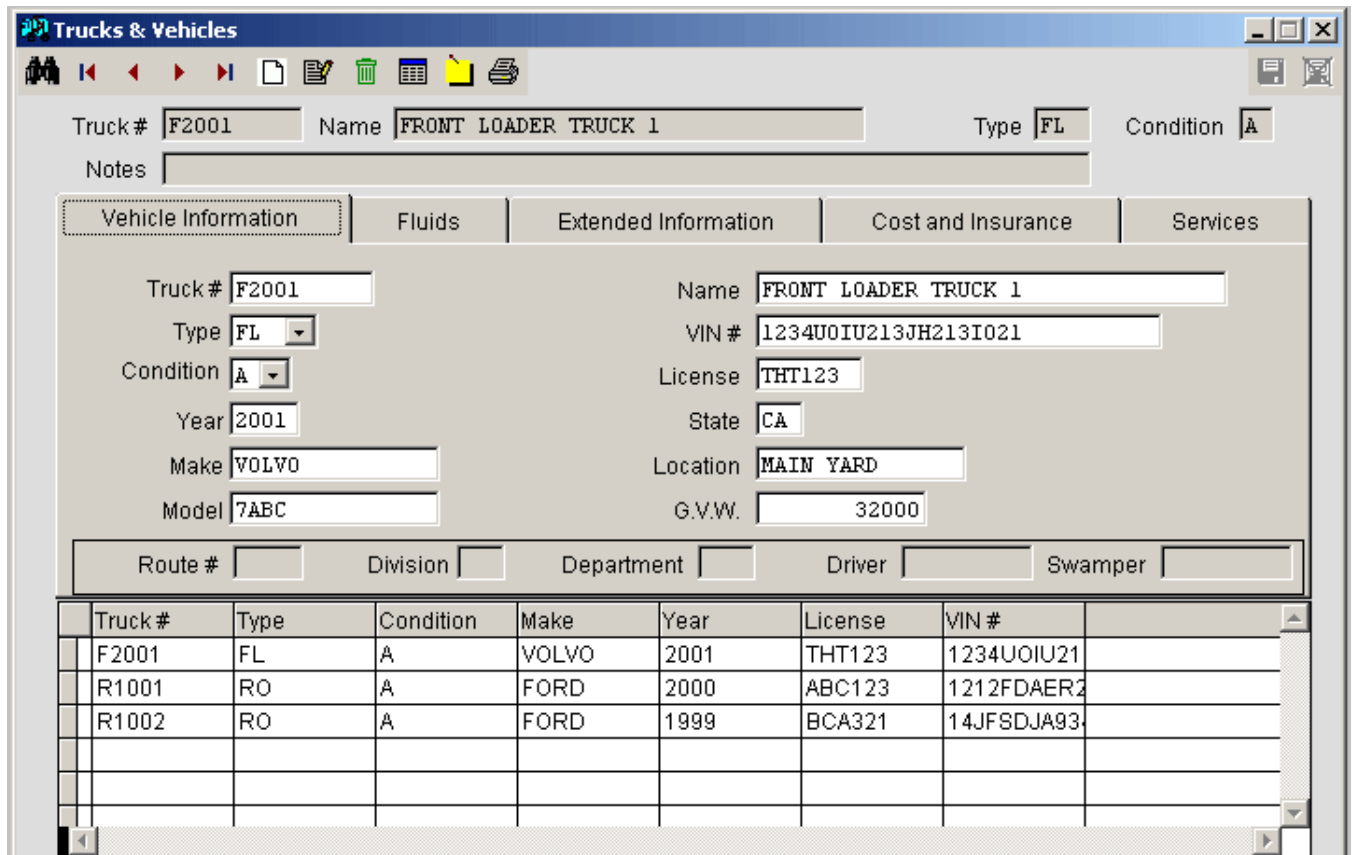 Trucks & Vehicles
Truck # F2001 Name FRONT LOADER TRUCK 1 Type FL Condition A
Notes
Vehicle Information Fluids Extended Information Cost and Insurance Services
Truck # F2001 Name FRONT LOADER TRUCK 1
Type FL VIN # 1234UOIU213JH213I021
Condition A License THT123
Year 2001 State CA
Make VOLVO Location MAIN YARD
Model 7ABC G.V.W. 32000
Route # Division Department Driver Swamper
Truck # Type Condition Make Year License VIN #
F2001 FL A VOLVO 2001 THT123 1234UOIU21
R1001 RO A FORD 2000 ABC123 1212FDAER2
R1002 RO A FORD 1999 BCA321 14JFSDJA934